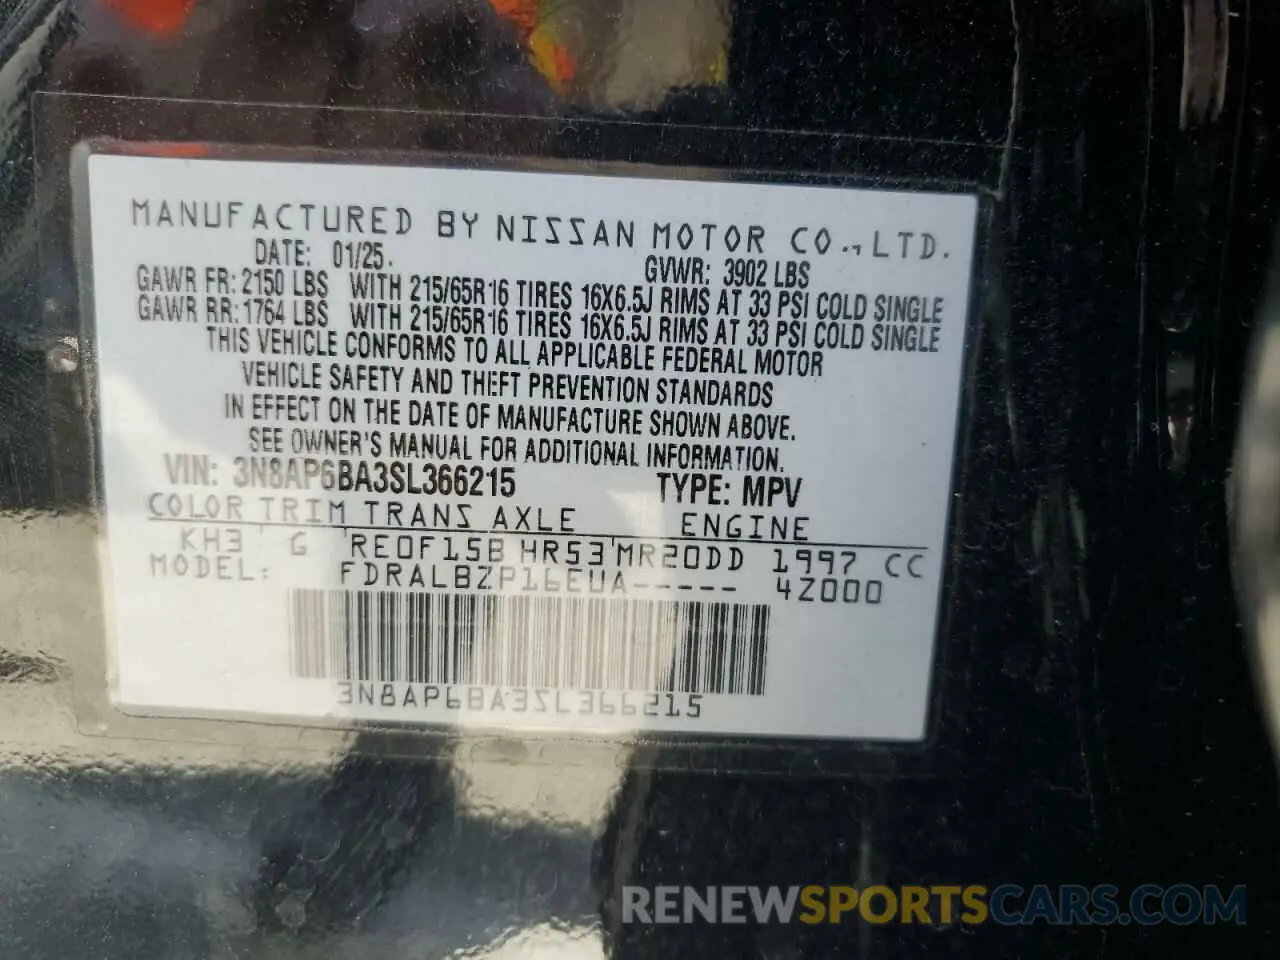 MANUFACTURED BY NISSAN MOTOR CO., LTD.
DATE: 01/25. GVWR: 3902 LBS
GAWR FR: 2150 LBS WITH 215/65R16 TIRES 16X6.5J RIMS AT 33 PSI COLD SINGLE
GAWR RR: 1764 LBS WITH 215/65R16 TIRES 16X6.5J RIMS AT 33 PSI COLD SINGLE
THIS VEHICLE CONFORMS TO ALL APPLICABLE FEDERAL MOTOR
VEHICLE SAFETY AND THEFT PREVENTION STANDARDS
IN EFFECT ON THE DATE OF MANUFACTURE SHOWN ABOVE.
SEE OWNER'S MANUAL FOR ADDITIONAL INFORMATION.
VIN: 3N8AP6BA3SL366215 TYPE: MPV
COLOR TRIM TRANS AXLE ENGINE
KH3 G RE0F15B HR53 MR20DD 1997 CC
MODEL: FDRALBZP16EUA----- 4Z000
3N8AP6BA3SL366215
RENEWSPORTSCARS.COM